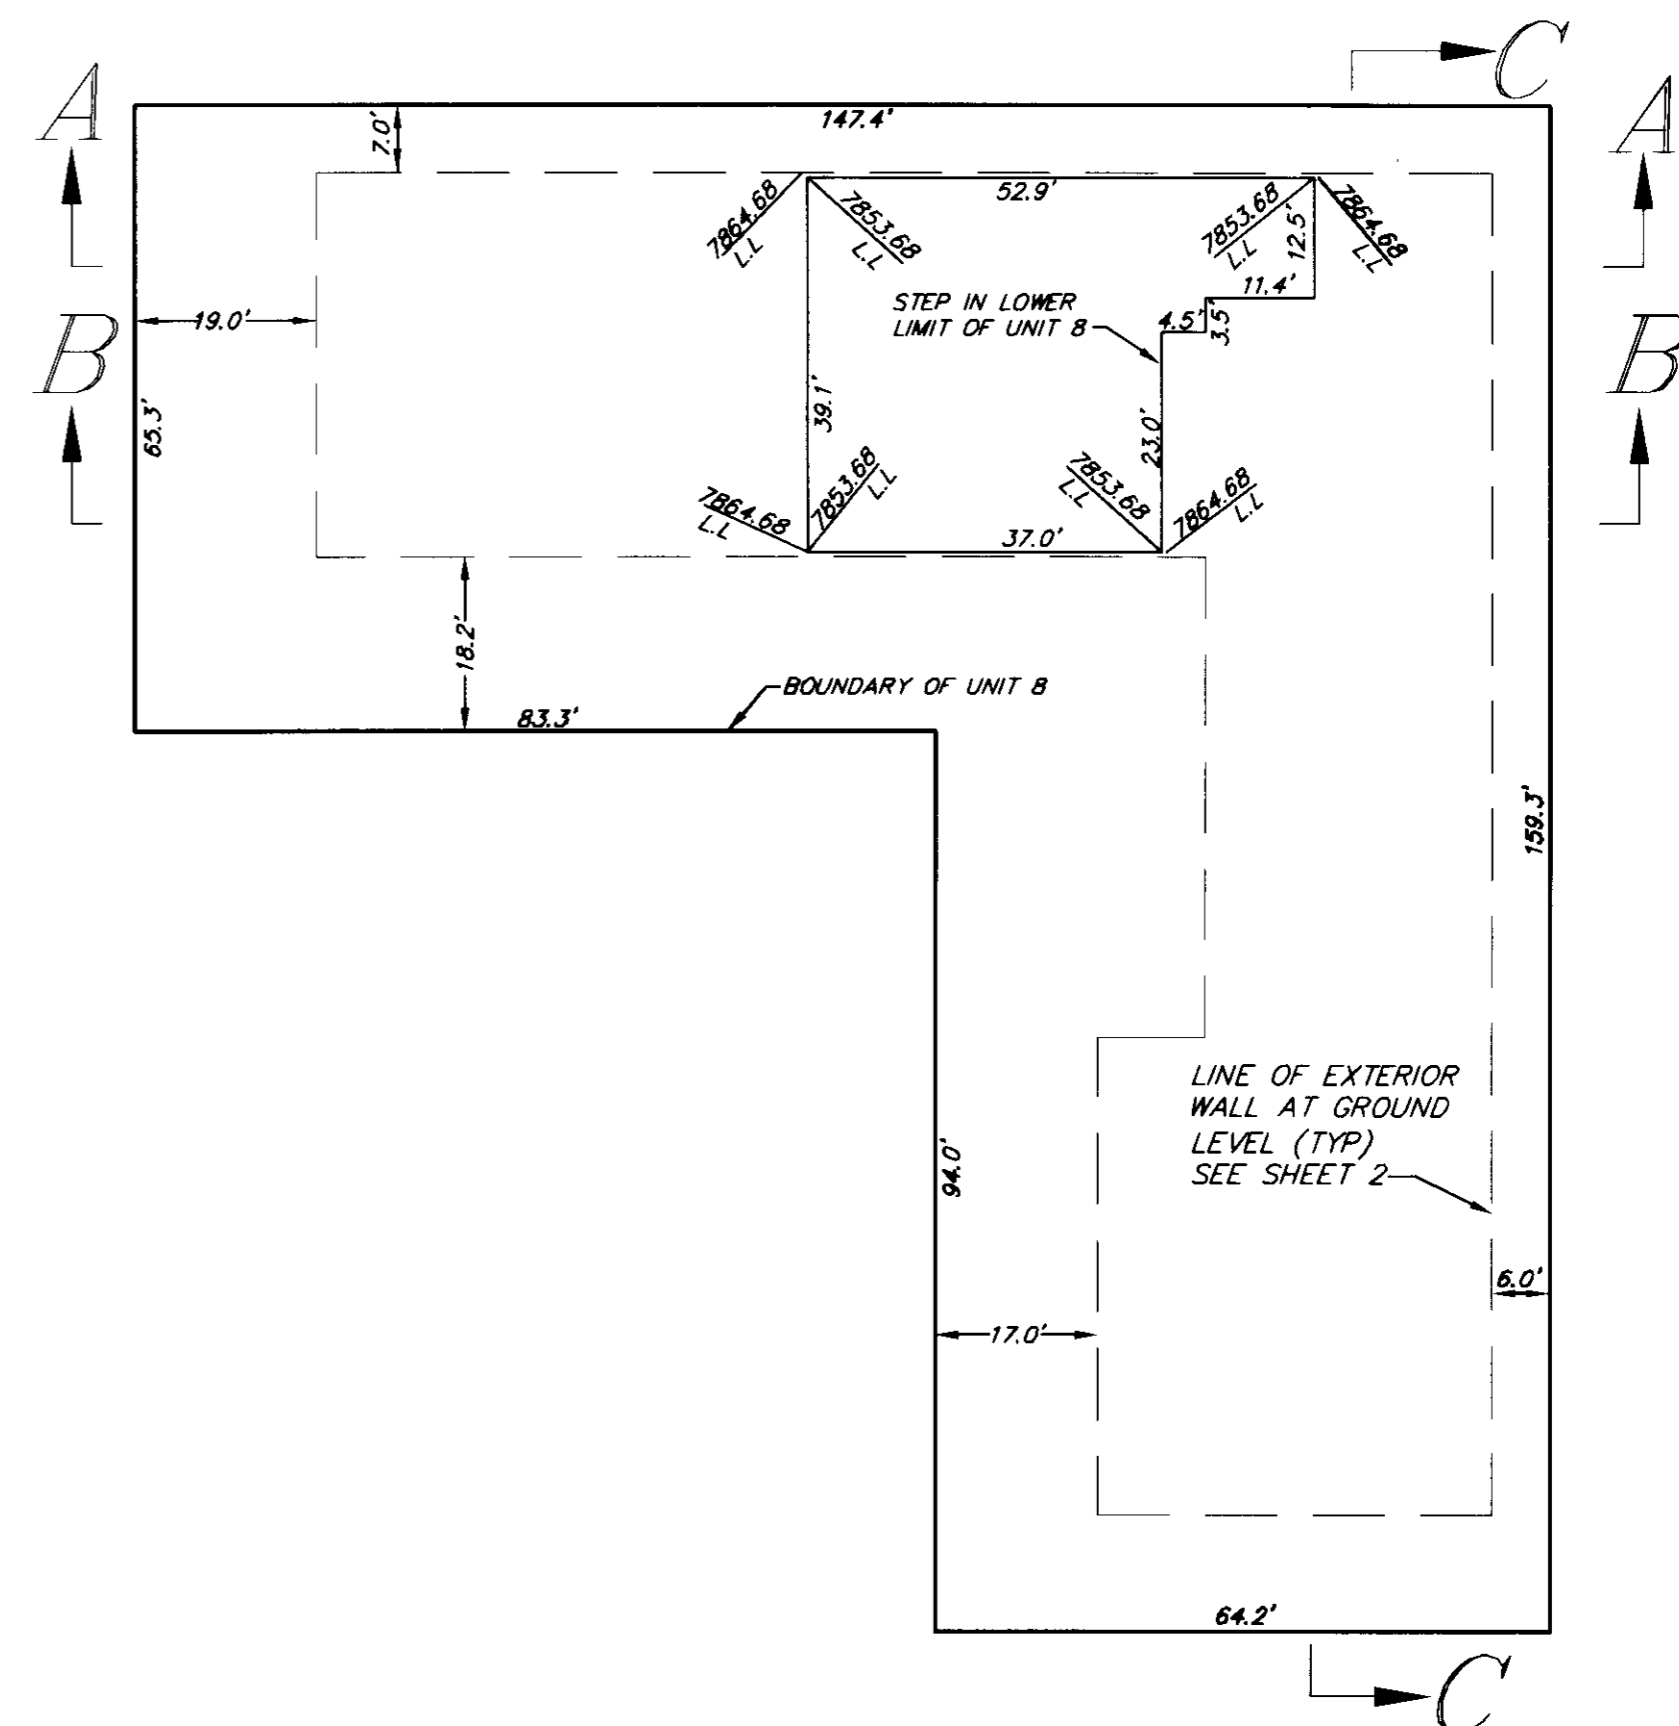 C
A
A
147.4'
7.0'
52.9'
7864.68
L.L
7853.68
L.L
7853.68
L.L
12.5'
7864.68
L.L
11.4'
STEP IN LOWER
LIMIT OF UNIT 8
4.5'
3.5'
19.0'
B
B
65.3'
39.1'
23.0'
7864.68
L.L
7853.68
L.L
7853.68
L.L
7864.68
L.L
37.0'
18.2'
BOUNDARY OF UNIT 8
83.3'
159.3'
LINE OF EXTERIOR
WALL AT GROUND
LEVEL (TYP)
SEE SHEET 2
94.0'
6.0'
17.0'
64.2'
C